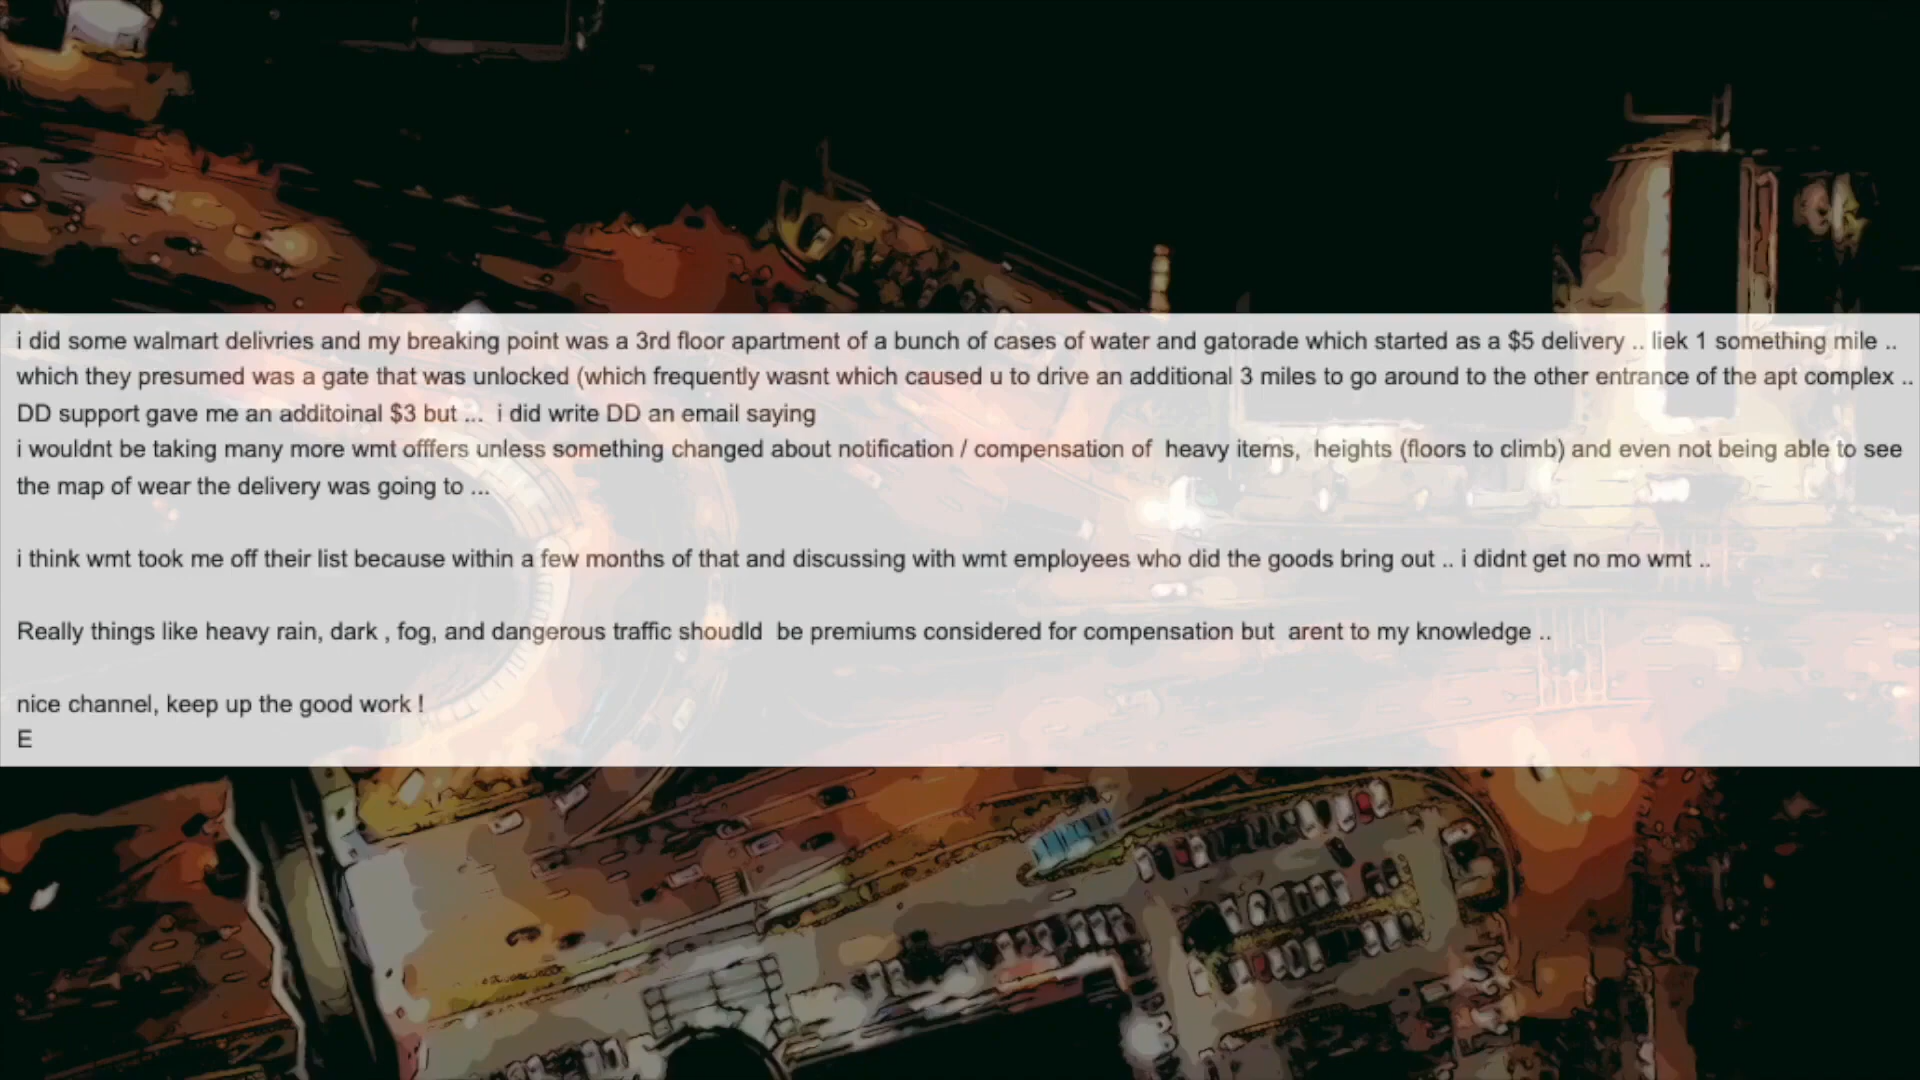 i did some walmart delivries and my breaking point was a 3rd floor apartment of a bunch of cases of water and gatorade which started as a $5 delivery .. liek 1 something mile ..
which they presumed was a gate that was unlocked (which frequently wasnt which caused u to drive an additional 3 miles to go around to the other entrance of the apt complex ..
DD support gave me an additoinal $3 but ... i did write DD an email saying
i wouldnt be taking many more wmt offfers unless something changed about notification / compensation of heavy items, heights (floors to climb) and even not being able to see
the map of wear the delivery was going to ...
i think wmt took me off their list because within a few months of that and discussing with wmt employees who did the goods bring out .. i didnt get no mo wmt ..
Really things like heavy rain, dark , fog, and dangerous traffic shoudld be premiums considered for compensation but arent to my knowledge ..
nice channel, keep up the good work !
E